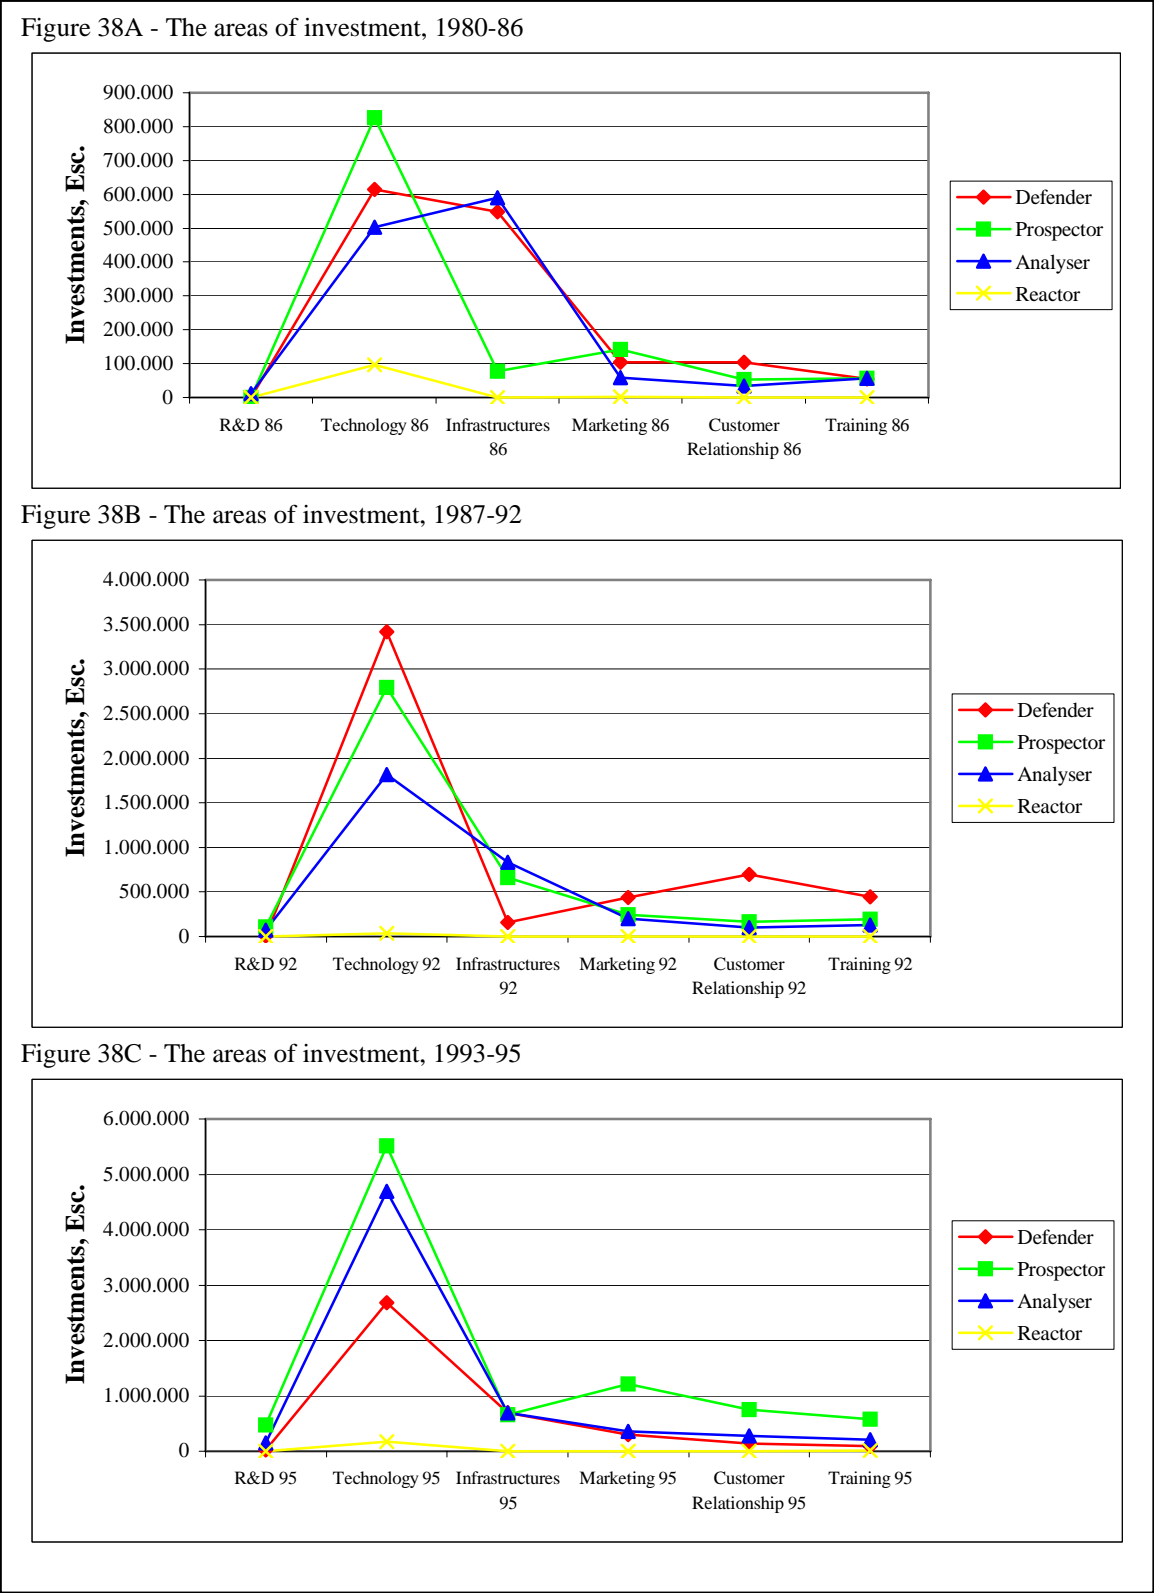 Figure 38A - The areas of investment, 1980-86
900.000
800.000
700.000
600.000
500.000
400.000
300.000
200.000
100.000
0
Investments, Esc.
R&D 86
Technology 86
Infrastructures
86
Marketing 86
Customer
Relationship 86
Training 86
Defender
Prospector
Analyser
Reactor
Figure 38B - The areas of investment, 1987-92
4.000.000
3.500.000
3.000.000
2.500.000
2.000.000
1.500.000
1.000.000
500.000
0
Investments, Esc.
R&D 92
Technology 92
Infrastructures
92
Marketing 92
Customer
Relationship 92
Training 92
Defender
Prospector
Analyser
Reactor
Figure 38C - The areas of investment, 1993-95
6.000.000
5.000.000
4.000.000
3.000.000
2.000.000
1.000.000
0
Investments, Esc.
R&D 95
Technology 95
Infrastructures
95
Marketing 95
Customer
Relationship 95
Training 95
Defender
Prospector
Analyser
Reactor